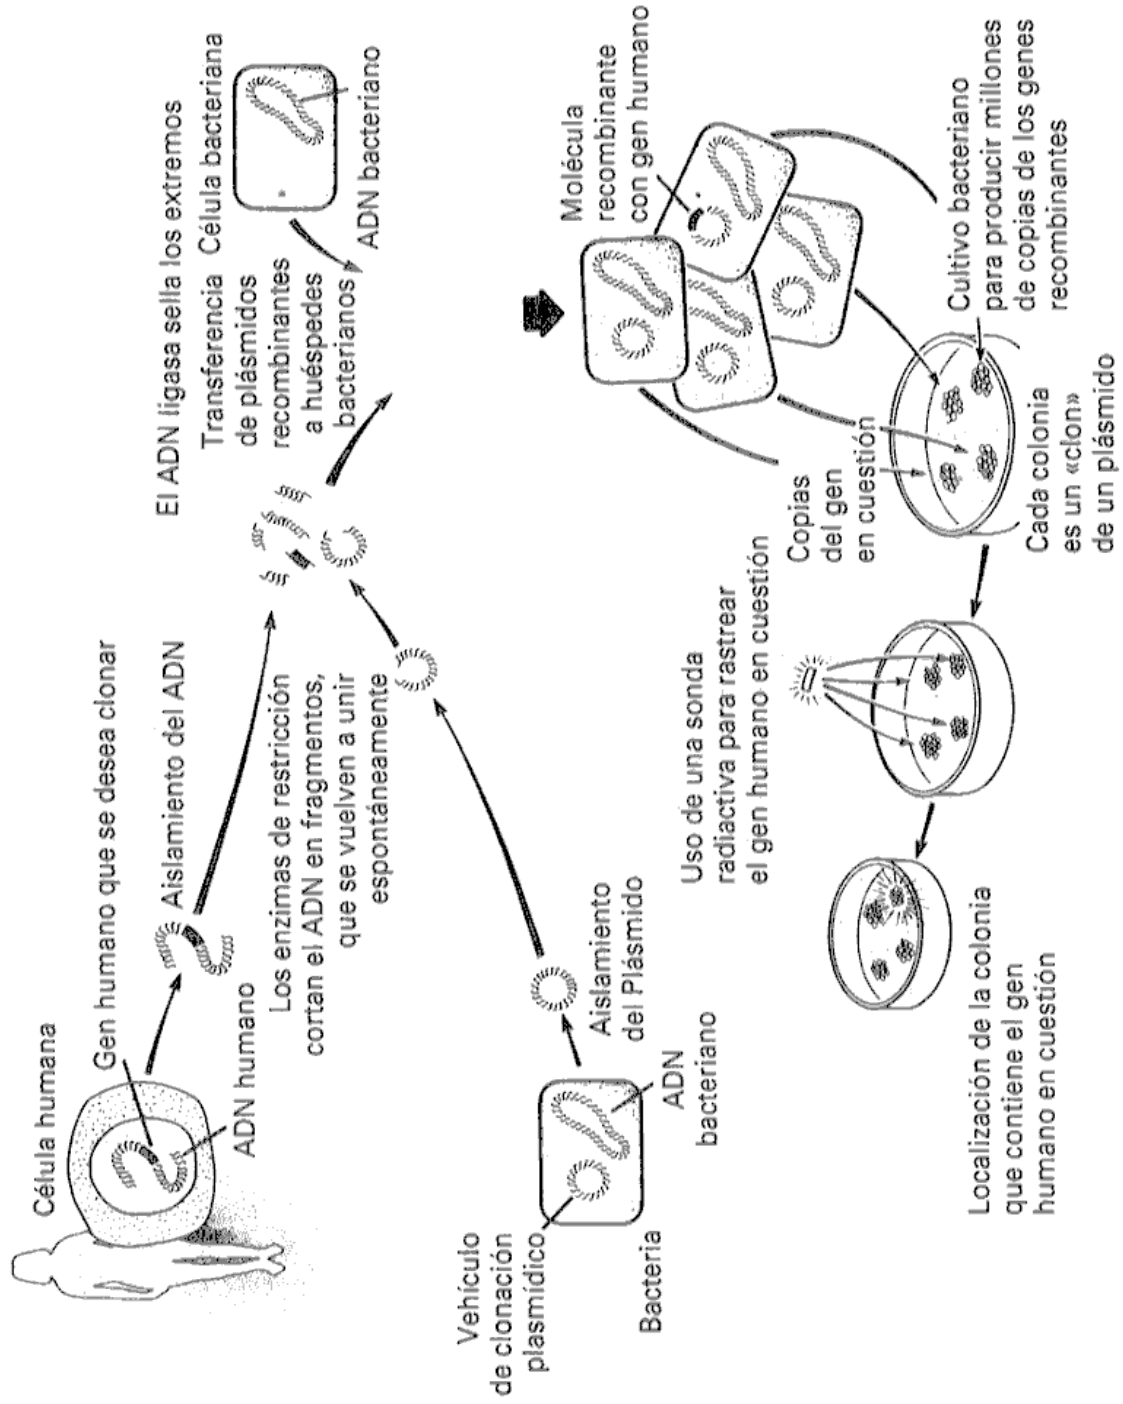 Célula humana
Gen humano que se desea clonar
Aislamiento del ADN
ADN humano
Los enzimas de restricción
cortan el ADN en fragmentos,
que se vuelven a unir
espontáneamente
El ADN ligasa sella los extremos
Transferencia
de plásmidos
recombinantes
a huéspedes
bacterianos
Célula bacteriana
ADN bacteriano
Vehículo
de clonación
plasmídico
Bacteria
ADN
bacteriano
Aislamiento
del Plásmido
Molécula
recombinante
con gen humano
Cultivo bacteriano
para producir millones
de copias de los genes
recombinantes
Copias
del gen
en cuestión
Cada colonia
es un «clon»
de un plásmido
Uso de una sonda
radiactiva para rastrear
el gen humano en cuestión
Localización de la colonia
que contiene el gen
humano en cuestión